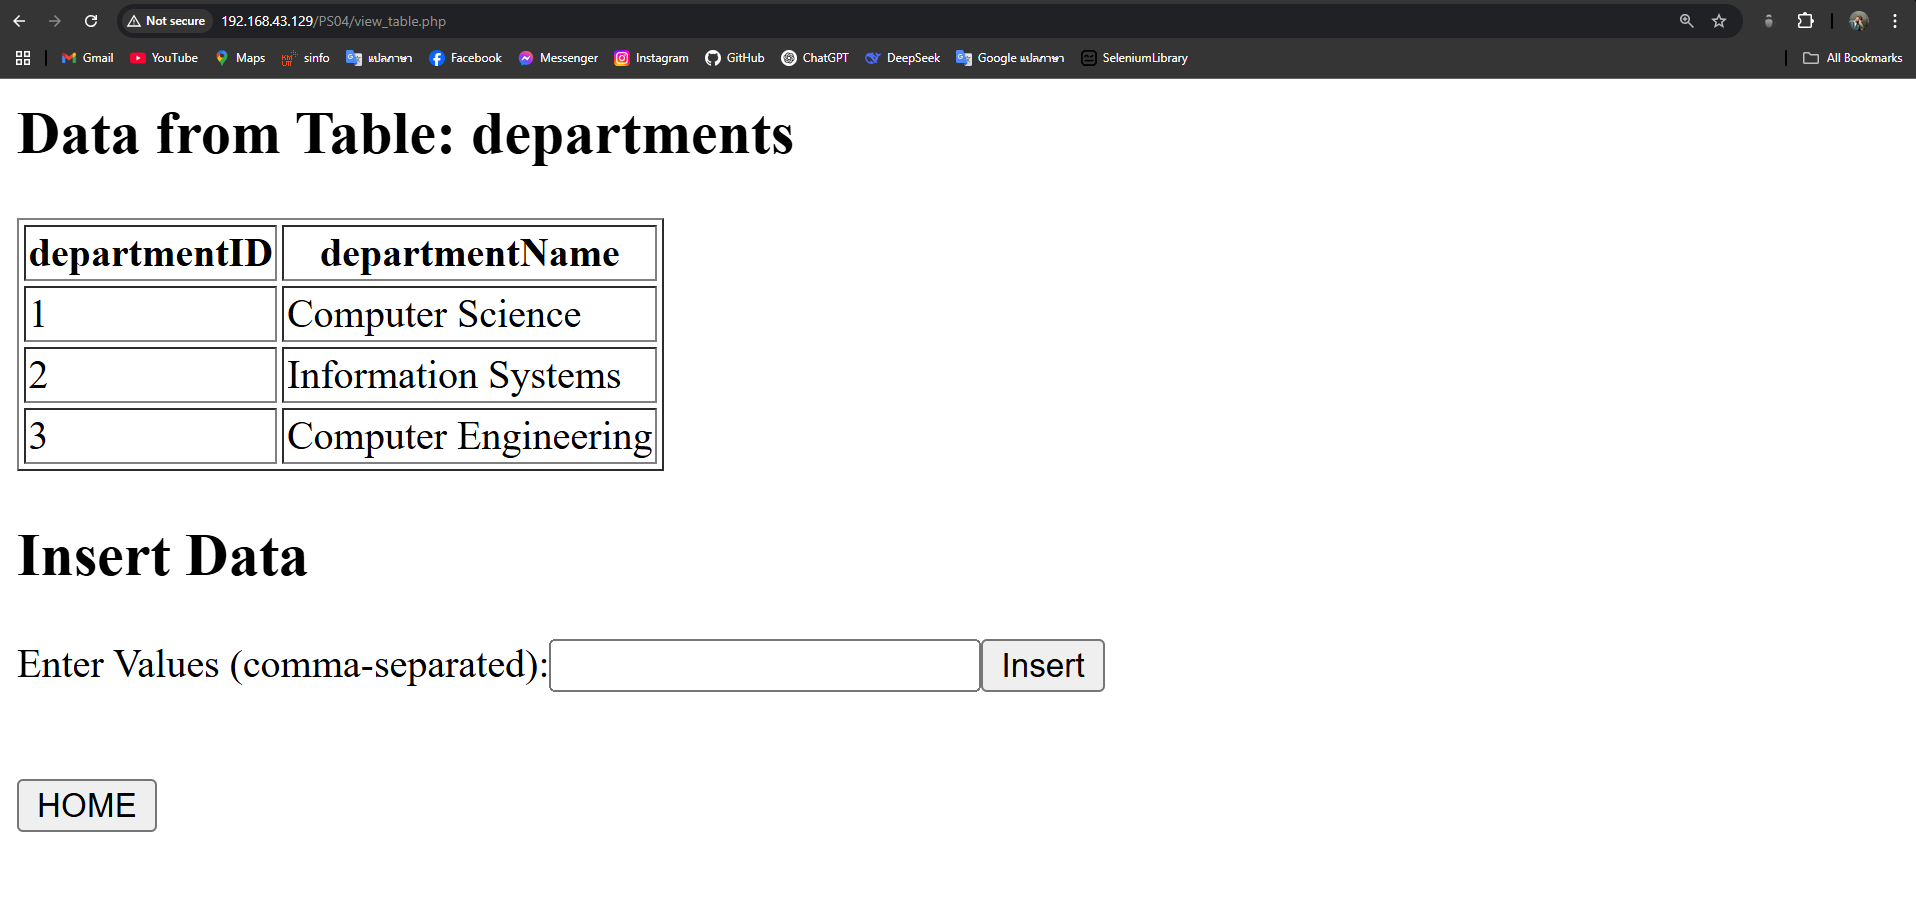 Not secure 192.168.43.129/PS04/view_table.php
Gmail YouTube Maps sinfo แปลภาษา Facebook Messenger Instagram GitHub ChatGPT DeepSeek Google แปลภาษา SeleniumLibrary All Bookmarks
Data from Table: departments
departmentID departmentName
1 Computer Science
2 Information Systems
3 Computer Engineering
Insert Data
Enter Values (comma-separated): Insert
HOME